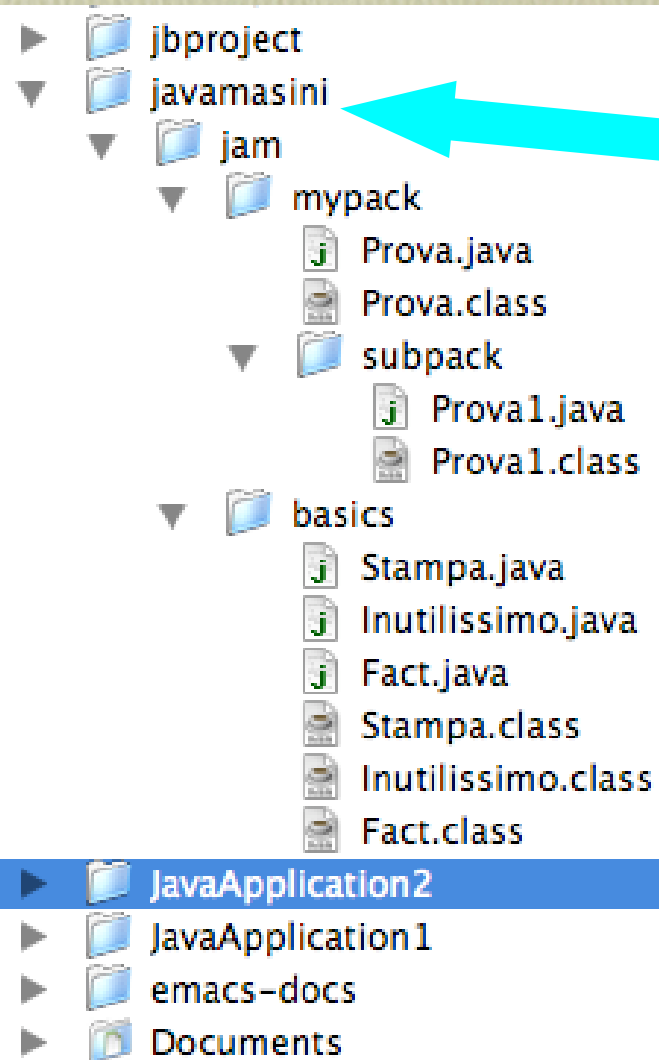 jbproject
javamasini
jam
mypack
Prova.java
Prova.class
subpack
Prova1.java
Prova1.class
basics
Stampa.java
Inutilissimo.java
Fact.java
Stampa.class
Inutilissimo.class
Fact.class
JavaApplication2
JavaApplication1
emacs-docs
Documents